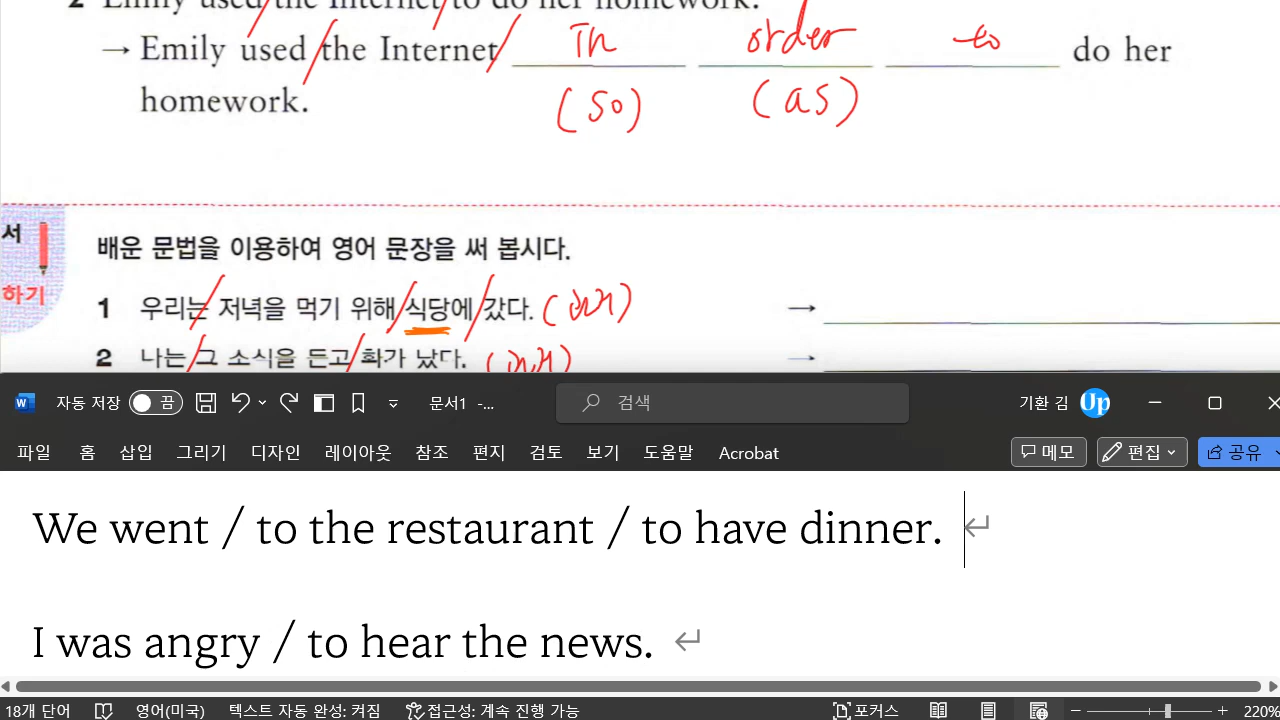 2 Emily used/the Internet/to do her homework.
→ Emily used/the Internet/ In order to do her
(so) (as)
homework.
서
하기
배운 문법을 이용하여 영어 문장을 써 봅시다.
1 우리는/저녁을 먹기 위해/식당에/갔다. (과거) →
2 나는/그 소식을 듣고/화가 났다. (과거) →
자동 저장 끔 문서1 -... 검색 기환 김 Up
파일 홈 삽입 그리기 디자인 레이아웃 참조 편지 검토 보기 도움말 Acrobat 메모 편집 공유
We went / to the restaurant / to have dinner. ↵
I was angry / to hear the news. ↵
18개 단어 영어(미국) 텍스트 자동 완성: 켜짐 접근성: 계속 진행 가능 포커스 − + 220%